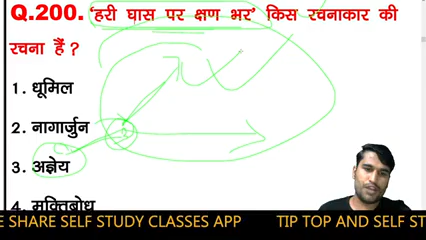 Q.200. 'हरी घास पर क्षण भर' किस रचनाकार की
रचना हैं ?
1. धूमिल
2. नागार्जुन
3. अज्ञेय
4. मुक्तिबोध
E SHARE SELF STUDY CLASSES APP TIP TOP AND SELF ST